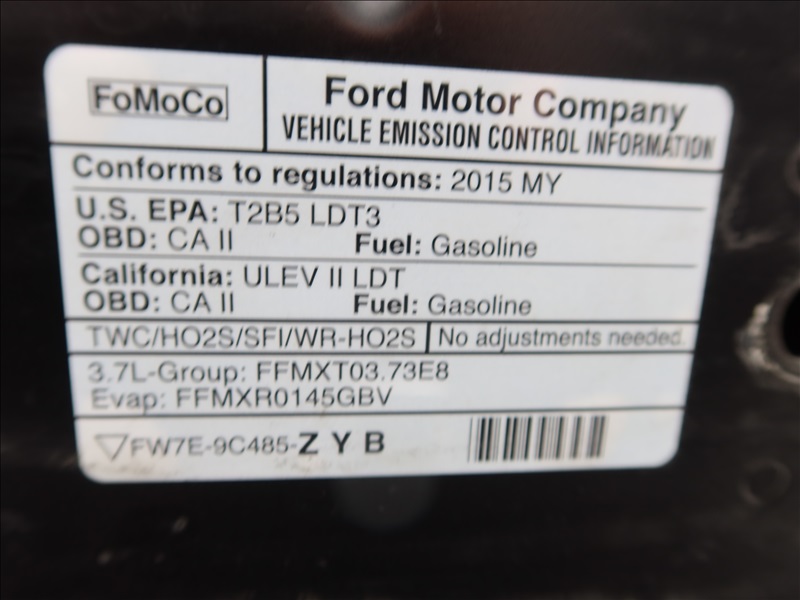 FoMoCo
Ford Motor Company
VEHICLE EMISSION CONTROL INFORMATION
Conforms to regulations: 2015 MY
U.S. EPA: T2B5 LDT3
OBD: CA II Fuel: Gasoline
California: ULEV II LDT
OBD: CA II Fuel: Gasoline
TWC/HO2S/SFI/WR-HO2S No adjustments needed.
3.7L-Group: FFMXT03.73E8
Evap: FFMXR0145GBV
FW7E-9C485-Z Y B